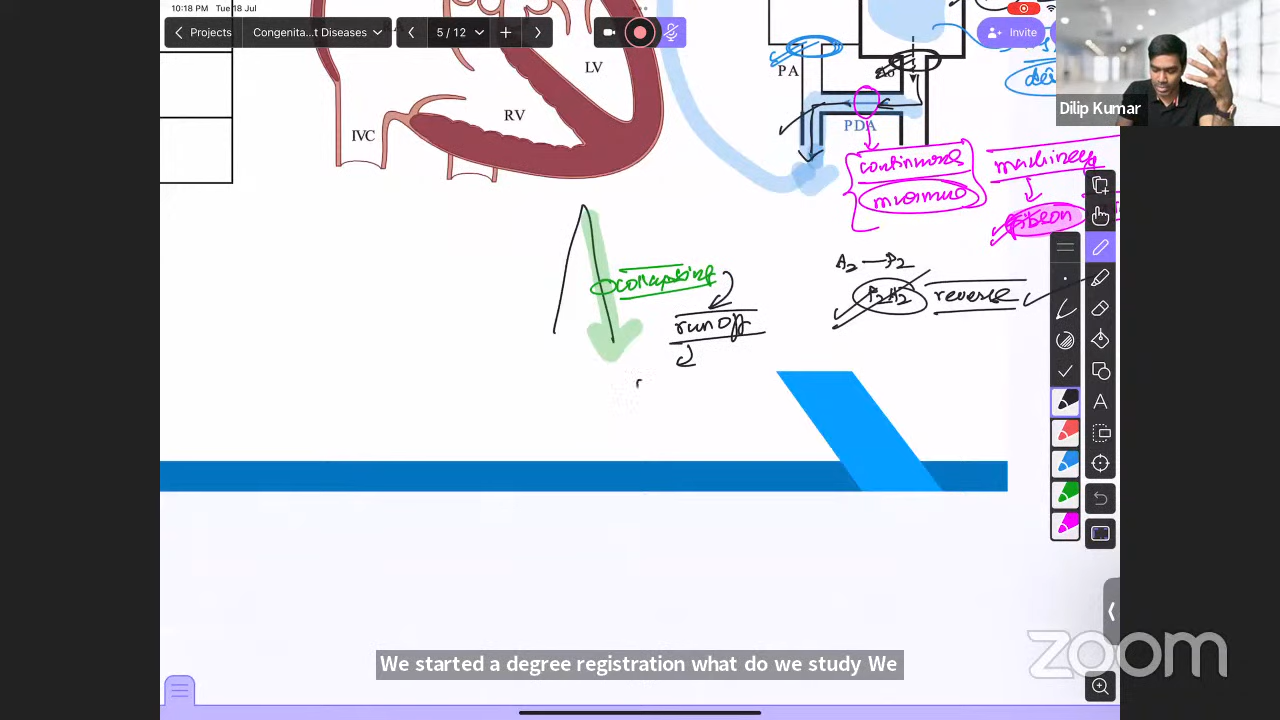 10:18 PM Tue 18 Jul
Projects
Congenita...t Diseases
5 / 12
Invite
Dilip Kumar
LV
RV
IVC
PA
Ao
PDA
continuous
murmur
machinery
A2 — P2
P2 A2
reverse
collapsing
run off
zoom
We started a degree registration what do we study We